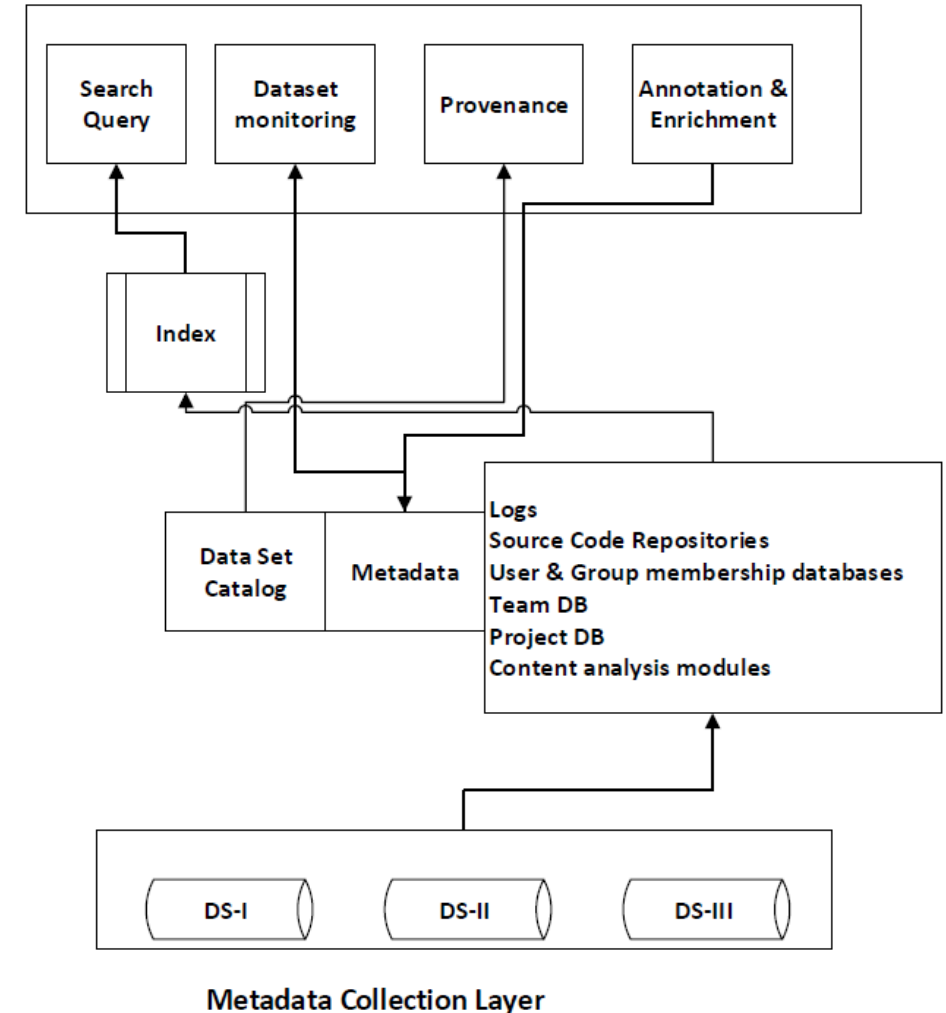 Search
Query
Dataset
monitoring
Provenance
Annotation &
Enrichment
Index
Data Set
Catalog
Metadata
Logs
Source Code Repositories
User & Group membership databases
Team DB
Project DB
Content analysis modules
DS-I
DS-II
DS-III
Metadata Collection Layer